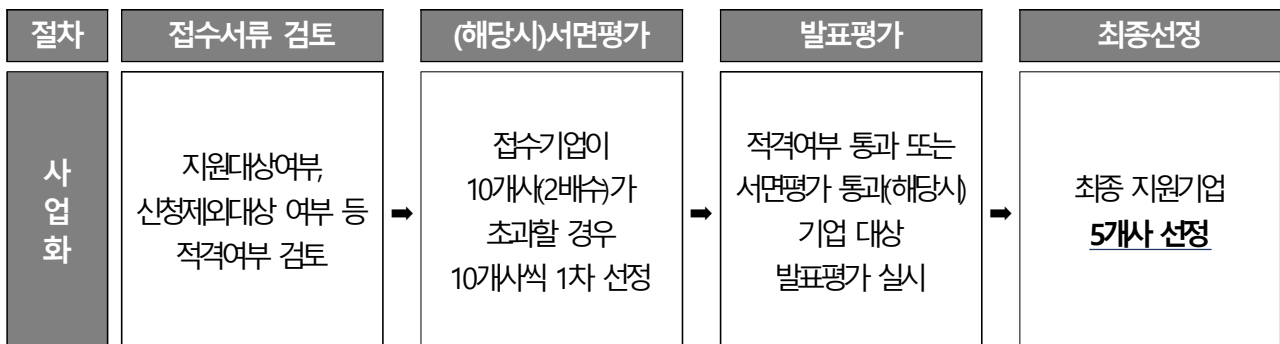 절차
접수서류 검토
(해당시)서면평가
발표평가
최종선정
사
업
화
지원대상여부,
신청제외대상 여부 등
적격여부 검토
➡
접수기업이
10개사(2배수)가
초과할 경우
10개사씩 1차 선정
➡
적격여부 통과 또는
서면평가 통과(해당시)
기업 대상
발표평가 실시
➡
최종 지원기업
5개사 선정